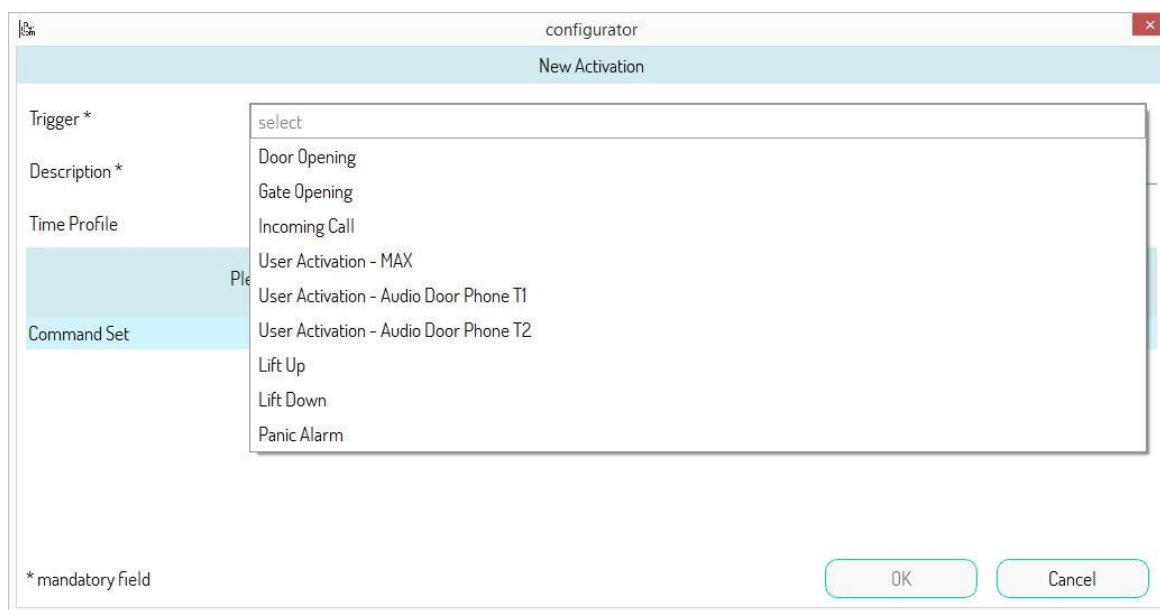 configurator
New Activation
Trigger *
select
Door Opening
Description *
Gate Opening
Time Profile
Incoming Call
User Activation - MAX
Ple
User Activation - Audio Door Phone T1
User Activation - Audio Door Phone T2
Command Set
Lift Up
Lift Down
Panic Alarm
* mandatory field
OK
Cancel